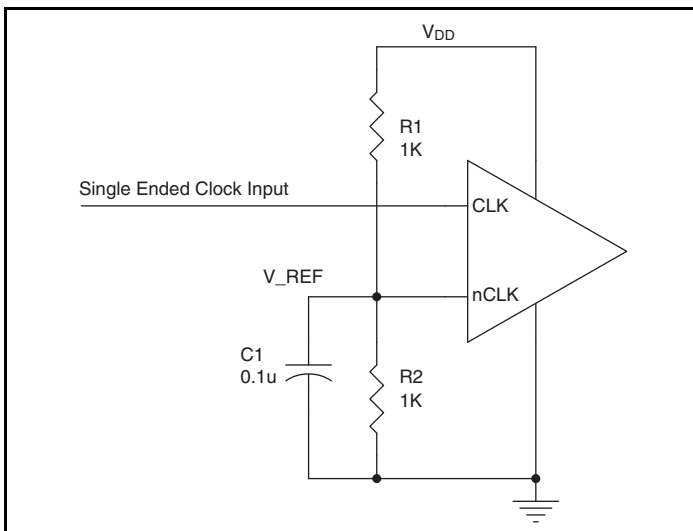 VDD
R1
1K
Single Ended Clock Input
CLK
V_REF
nCLK
C1
0.1u
R2
1K